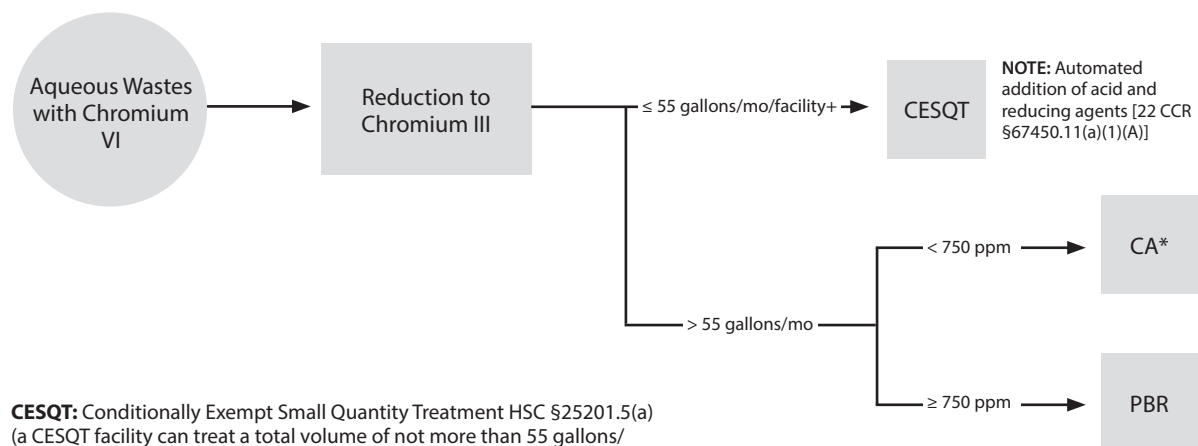 Aqueous Wastes
with Chromium
VI
Reduction to
Chromium III
≤ 55 gallons/mo/facility+
CESQT
NOTE: Automated
addition of acid and
reducing agents [22 CCR
§67450.11(a)(1)(A)]
< 750 ppm
CA*
> 55 gallons/mo
≥ 750 ppm
PBR
CESQT: Conditionally Exempt Small Quantity Treatment HSC §25201.5(a)
(a CESQT facility can treat a total volume of not more than 55 gallons/